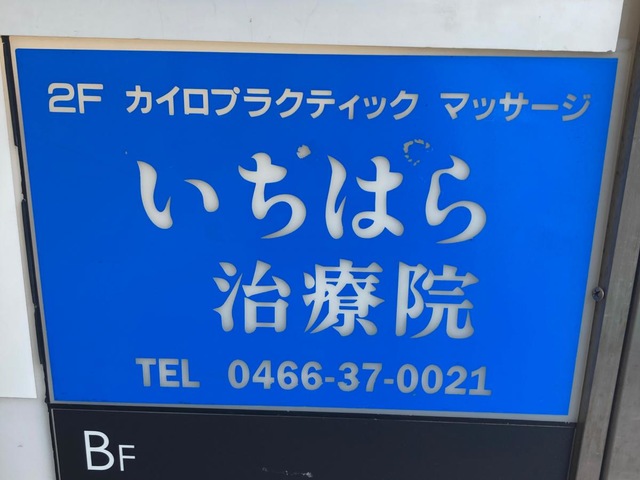 2F カイロプラクティック マッサージ
いちはら
治療院
TEL 0466-37-0021
BF